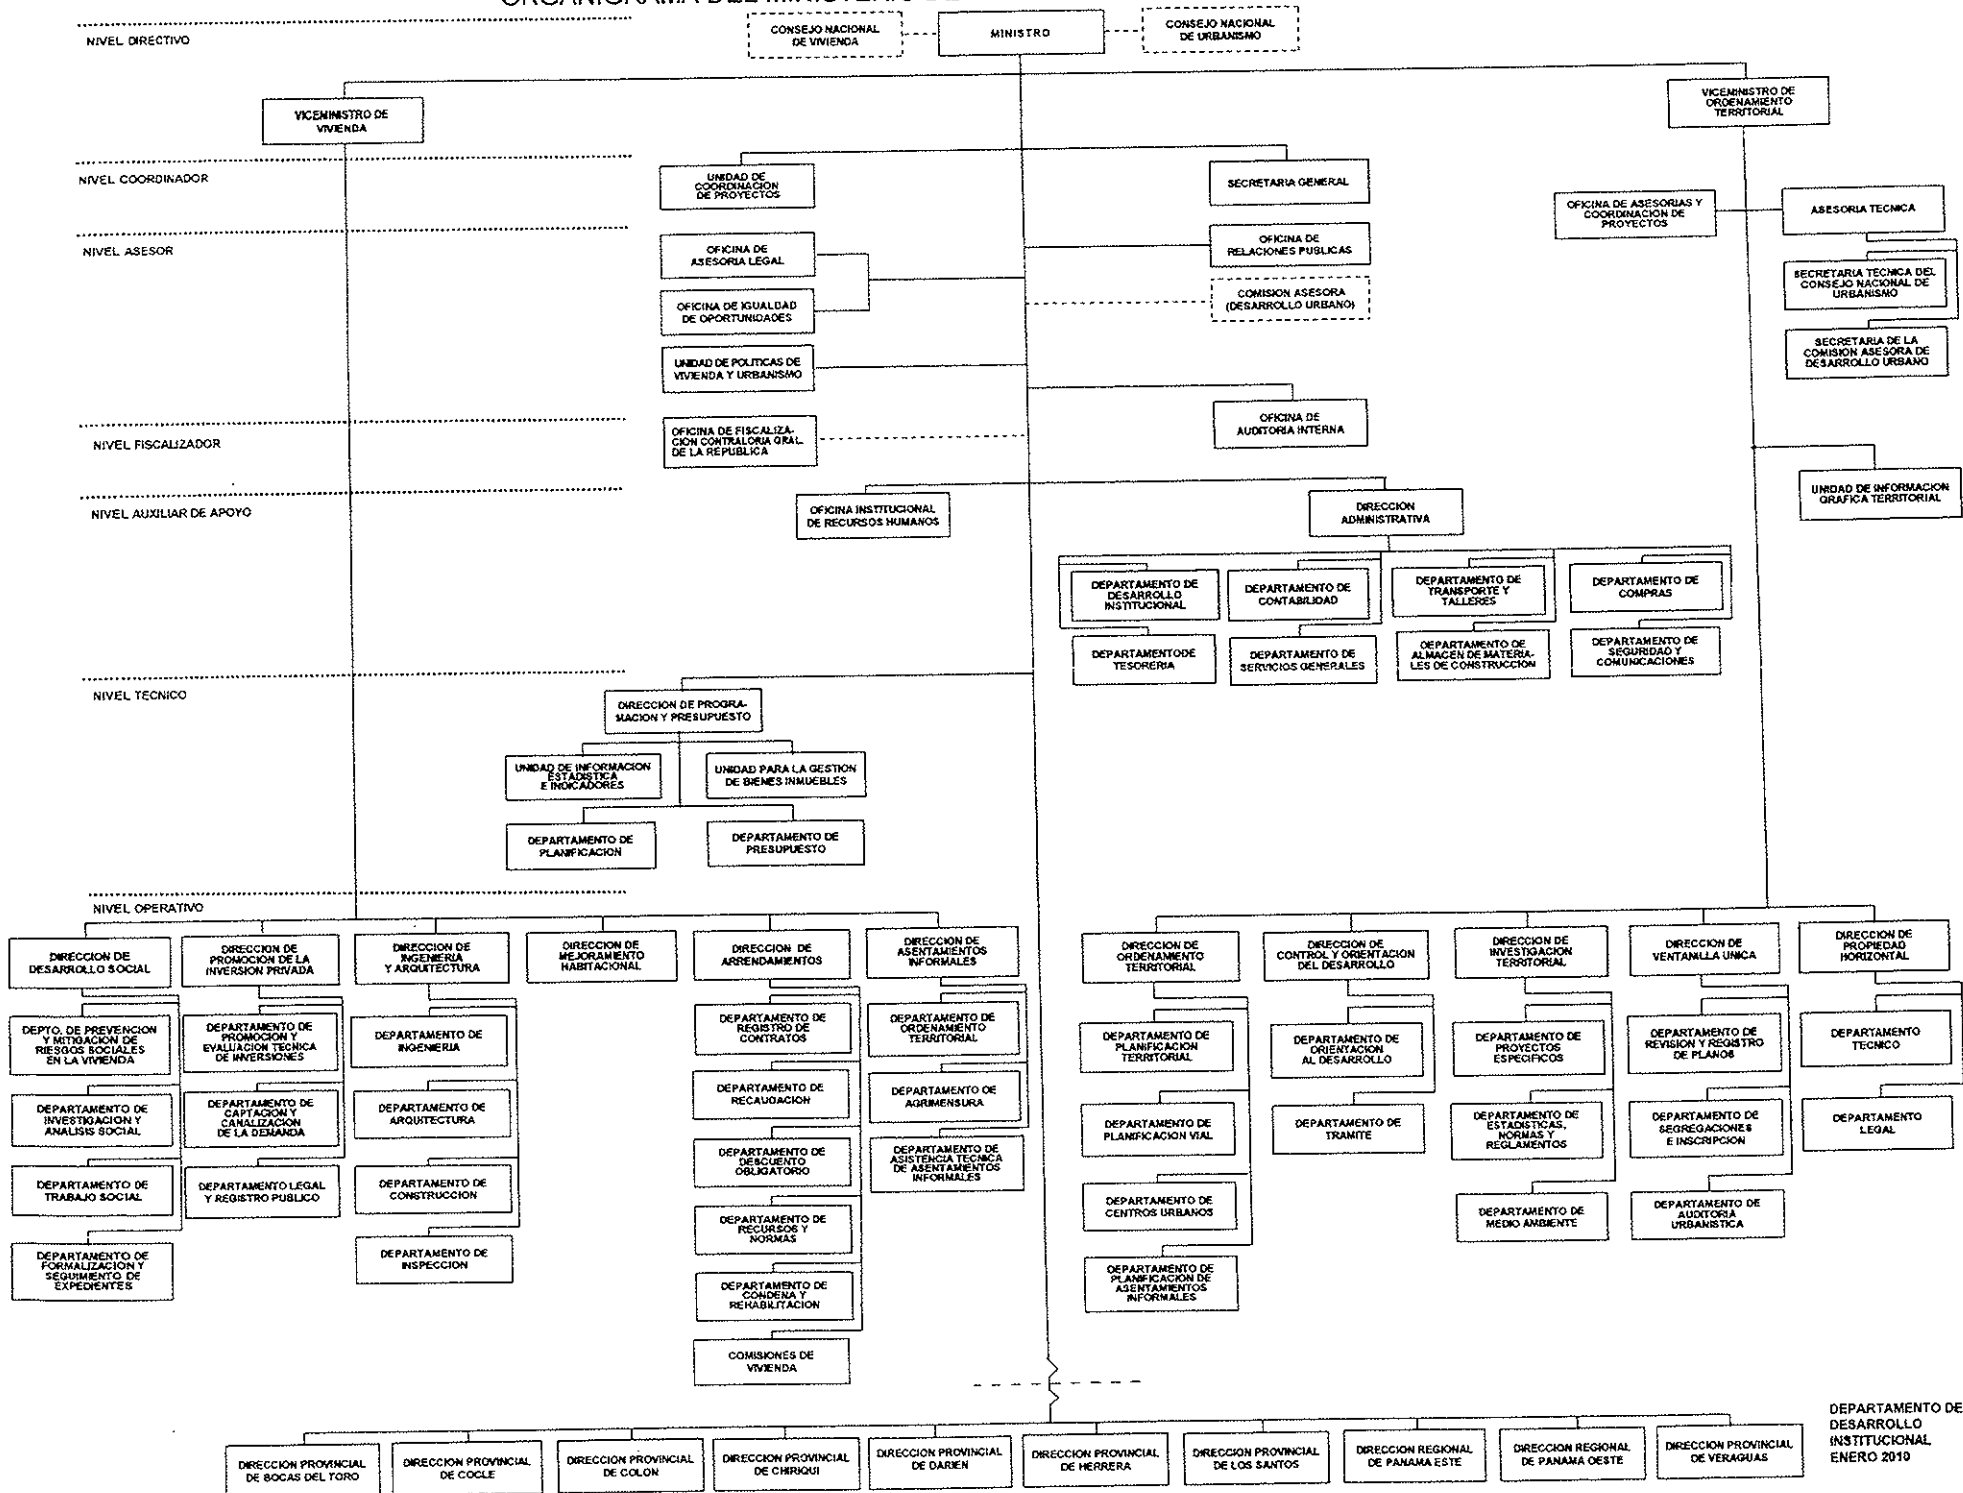 ORGANIGRAMA DEL MINISTERIO DE
NIVEL DIRECTIVO
CONSEJO NACIONAL
DE VIVIENDA
MINISTRO
CONSEJO NACIONAL
DE URBANISMO
VICEMINISTRO DE
VIVIENDA
VICEMINISTRO DE
ORDENAMIENTO
TERRITORIAL
NIVEL COORDINADOR
UNIDAD DE
COORDINACION
DE PROYECTOS
SECRETARIA GENERAL
OFICINA DE ASESORIAS Y
COORDINACION DE
PROYECTOS
ASESORIA TECNICA
NIVEL ASESOR
OFICINA DE
ASESORIA LEGAL
OFICINA DE
RELACIONES PUBLICAS
SECRETARIA TECNICA DEL
CONSEJO NACIONAL DE
URBANISMO
OFICINA DE IGUALDAD
DE OPORTUNIDADES
COMISION ASESORA
(DESARROLLO URBANO)
SECRETARIA DE LA
COMISION ASESORA DE
DESARROLLO URBANO
UNIDAD DE POLITICAS DE
VIVIENDA Y URBANISMO
NIVEL FISCALIZADOR
OFICINA DE FISCALIZA-
CION CONTRALORIA GRAL.
DE LA REPUBLICA
OFICINA DE
AUDITORIA INTERNA
UNIDAD DE INFORMACION
GRAFICA TERRITORIAL
NIVEL AUXILIAR DE APOYO
OFICINA INSTITUCIONAL
DE RECURSOS HUMANOS
DIRECCION
ADMINISTRATIVA
DEPARTAMENTO DE
DESARROLLO
INSTITUCIONAL
DEPARTAMENTO DE
CONTABILIDAD
DEPARTAMENTO DE
TRANSPORTE Y
TALLERES
DEPARTAMENTO DE
COMPRAS
DEPARTAMENTO DE
TESORERIA
DEPARTAMENTO DE
SERVICIOS GENERALES
DEPARTAMENTO DE
ALMACEN DE MATERIA-
LES DE CONSTRUCCION
DEPARTAMENTO DE
SEGURIDAD Y
COMUNICACIONES
NIVEL TECNICO
DIRECCION DE PROGRA-
MACION Y PRESUPUESTO
UNIDAD DE INFORMACION
ESTADISTICA
E INDICADORES
UNIDAD PARA LA GESTION
DE BIENES INMUEBLES
DEPARTAMENTO DE
PLANIFICACION
DEPARTAMENTO DE
PRESUPUESTO
NIVEL OPERATIVO
DIRECCION DE
DESARROLLO SOCIAL
DIRECCION DE
PROMOCION DE LA
INVERSION PRIVADA
DIRECCION DE
INGENIERIA
Y ARQUITECTURA
DIRECCION DE
MEJORAMIENTO
HABITACIONAL
DIRECCION DE
ARRENDAMIENTOS
DIRECCION DE
ASENTAMIENTOS
INFORMALES
DIRECCION DE
ORDENAMIENTO
TERRITORIAL
DIRECCION DE
CONTROL Y ORIENTACION
DEL DESARROLLO
DIRECCION DE
INVESTIGACION
TERRITORIAL
DIRECCION DE
VENTANILLA UNICA
DIRECCION DE
PROPIEDAD
HORIZONTAL
DEPTO. DE PREVENCION
Y MITIGACION DE
RIESGOS SOCIALES
EN LA VIVIENDA
DEPARTAMENTO DE
PROMOCION Y
EVALUACION TECNICA
DE INVERSIONES
DEPARTAMENTO DE
INGENIERIA
DEPARTAMENTO DE
REGISTRO DE
CONTRATOS
DEPARTAMENTO DE
ORDENAMIENTO
TERRITORIAL
DEPARTAMENTO DE
PLANIFICACION
TERRITORIAL
DEPARTAMENTO DE
ORIENTACION
AL DESARROLLO
DEPARTAMENTO DE
PROYECTOS
ESPECIFICOS
DEPARTAMENTO DE
REVISION Y REGISTRO
DE PLANOS
DEPARTAMENTO
TECNICO
DEPARTAMENTO DE
INVESTIGACION Y
ANALISIS SOCIAL
DEPARTAMENTO DE
CAPTACION Y
CANALIZACION
DE LA DEMANDA
DEPARTAMENTO DE
ARQUITECTURA
DEPARTAMENTO DE
RECAUDACION
DEPARTAMENTO DE
AGRIMENSURA
DEPARTAMENTO DE
PLANIFICACION VIAL
DEPARTAMENTO DE
TRAMITE
DEPARTAMENTO DE
ESTADISTICAS,
NORMAS Y
REGLAMENTOS
DEPARTAMENTO DE
SEGREGACIONES
E INSCRIPCION
DEPARTAMENTO
LEGAL
DEPARTAMENTO DE
TRABAJO SOCIAL
DEPARTAMENTO LEGAL
Y REGISTRO PUBLICO
DEPARTAMENTO DE
CONSTRUCCION
DEPARTAMENTO DE
DESCUENTO
OBLIGATORIO
DEPARTAMENTO DE
ASISTENCIA TECNICA
DE ASENTAMIENTOS
INFORMALES
DEPARTAMENTO DE
CENTROS URBANOS
DEPARTAMENTO DE
MEDIO AMBIENTE
DEPARTAMENTO DE
AUDITORIA
URBANISTICA
DEPARTAMENTO DE
FORMALIZACION Y
SEGUIMIENTO DE
EXPEDIENTES
DEPARTAMENTO DE
INSPECCION
DEPARTAMENTO DE
RECURSOS Y
NORMAS
DEPARTAMENTO DE
PLANIFICACION DE
ASENTAMIENTOS
INFORMALES
DEPARTAMENTO DE
CONDENA Y
REHABILITACION
COMISIONES DE
VIVIENDA
DIRECCION PROVINCIAL
DE BOCAS DEL TORO
DIRECCION PROVINCIAL
DE COCLE
DIRECCION PROVINCIAL
DE COLON
DIRECCION PROVINCIAL
DE CHIRIQUI
DIRECCION PROVINCIAL
DE DARIEN
DIRECCION PROVINCIAL
DE HERRERA
DIRECCION PROVINCIAL
DE LOS SANTOS
DIRECCION REGIONAL
DE PANAMA ESTE
DIRECCION REGIONAL
DE PANAMA OESTE
DIRECCION PROVINCIAL
DE VERAGUAS
DEPARTAMENTO DE
DESARROLLO
INSTITUCIONAL
ENERO 2010